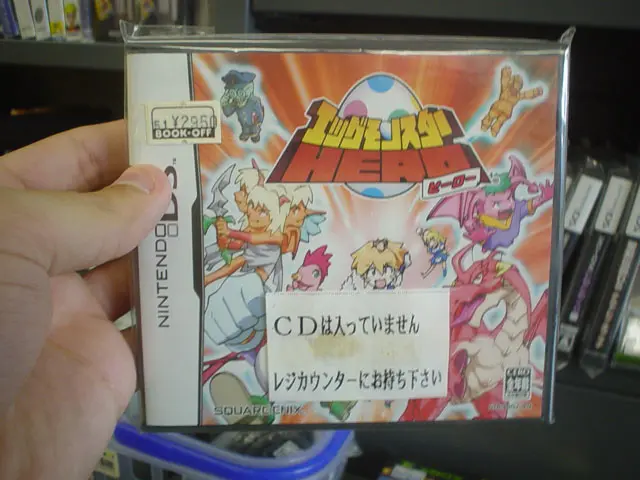 ¥2950
BOOK-OFF
NINTENDO DS
TM
エッグモンスター
HERO
ヒーロー
CDは入っていません
レジカウンターにお持ち下さい
SQUARE ENIX
CERO